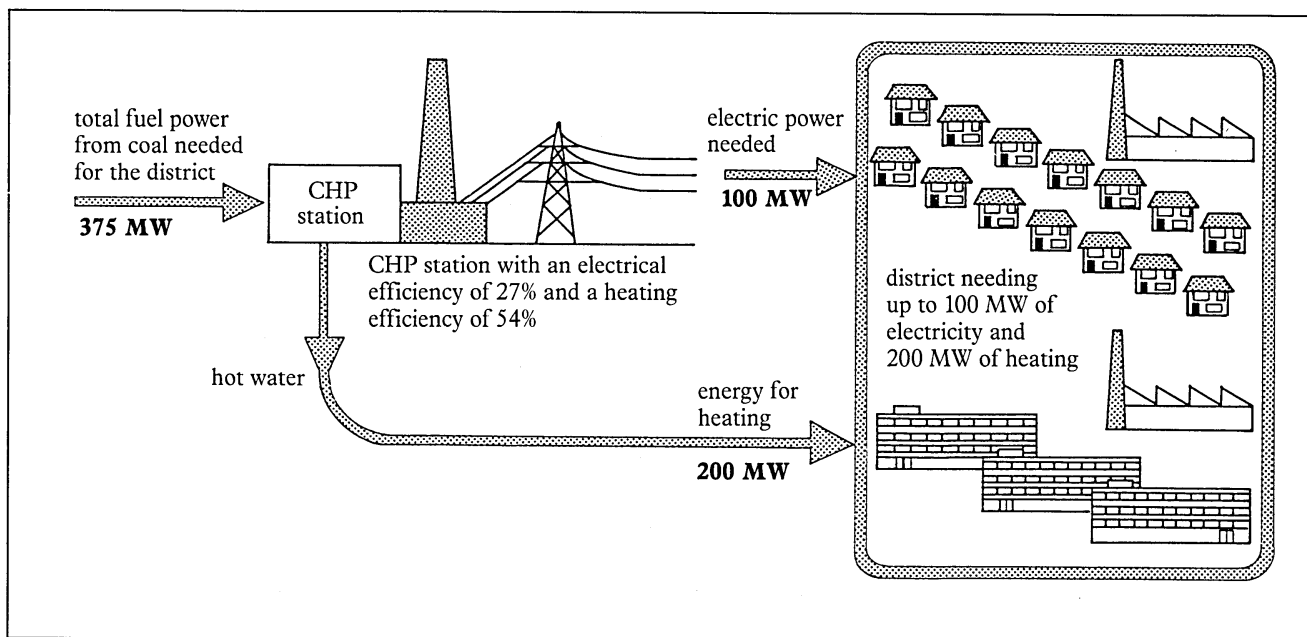 total fuel power
from coal needed
for the district
375 MW
CHP
station
CHP station with an electrical
efficiency of 27% and a heating
efficiency of 54%
electric power
needed
100 MW
hot water
energy for
heating
200 MW
district needing
up to 100 MW of
electricity and
200 MW of heating